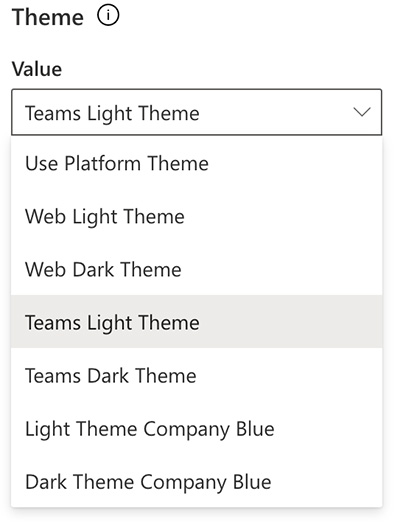 Theme
Value
Teams Light Theme
Use Platform Theme
Web Light Theme
Web Dark Theme
Teams Light Theme
Teams Dark Theme
Light Theme Company Blue
Dark Theme Company Blue